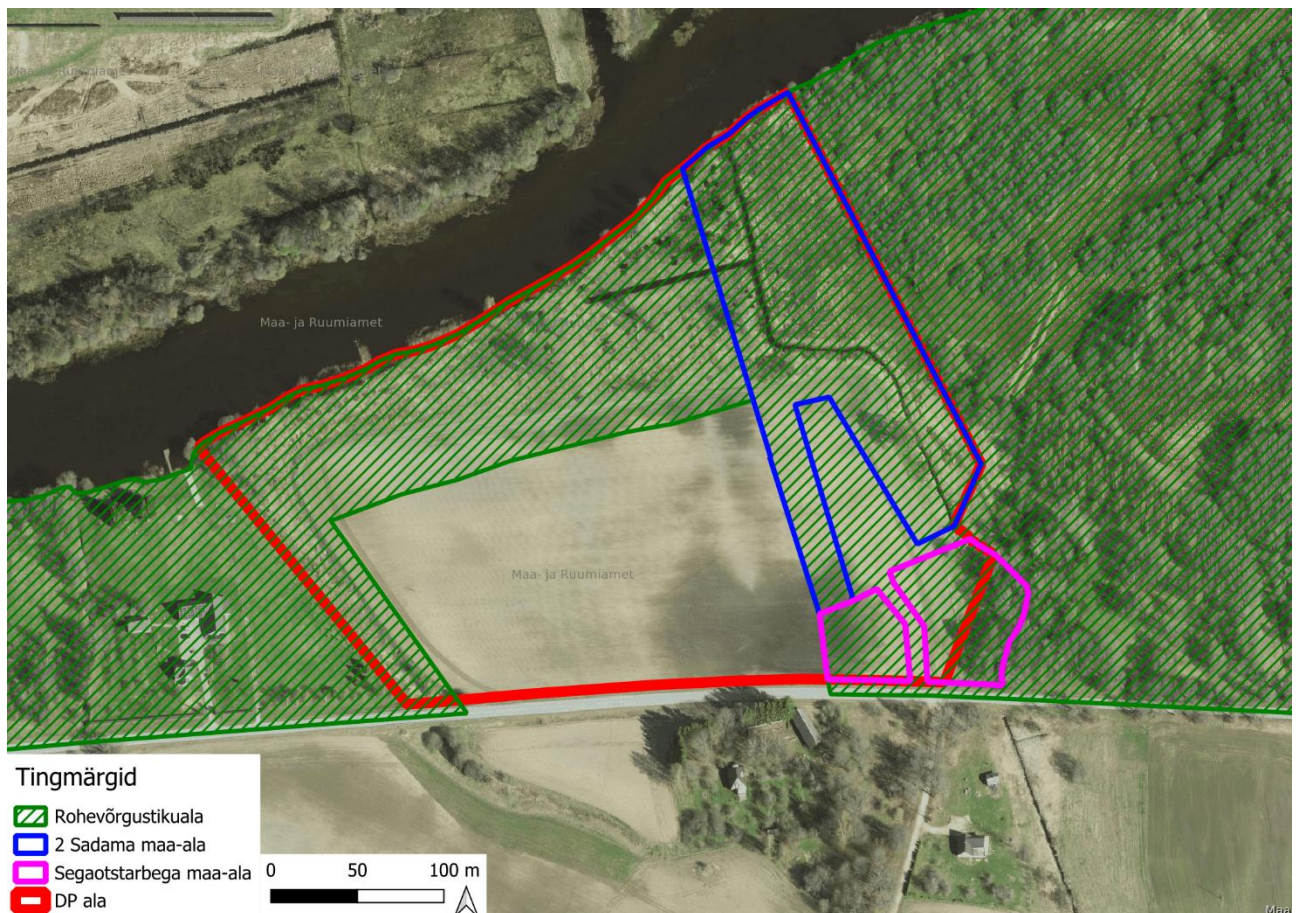 Maa- ja Ruumiamet
Maa- ja Ruumiamet
Tingmärgid
Rohevõrgustikuala
2 Sadama maa-ala
Segaotstarbega maa-ala
DP ala
0 50 100 m
Maa